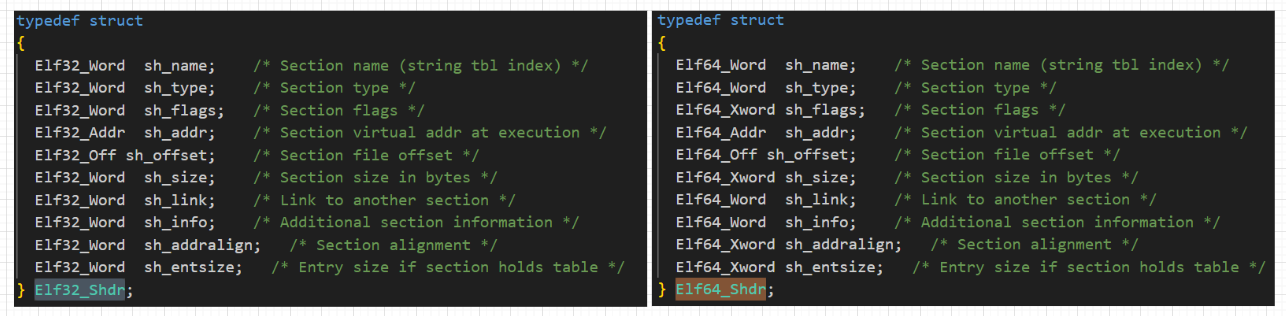 typedef struct
{
Elf32_Word  sh_name;    /* Section name (string tbl index) */
Elf32_Word  sh_type;    /* Section type */
Elf32_Word  sh_flags;   /* Section flags */
Elf32_Addr  sh_addr;    /* Section virtual addr at execution */
Elf32_Off sh_offset;    /* Section file offset */
Elf32_Word  sh_size;    /* Section size in bytes */
Elf32_Word  sh_link;    /* Link to another section */
Elf32_Word  sh_info;    /* Additional section information */
Elf32_Word  sh_addralign;   /* Section alignment */
Elf32_Word  sh_entsize;   /* Entry size if section holds table */
} Elf32_Shdr;
typedef struct
{
Elf64_Word  sh_name;    /* Section name (string tbl index) */
Elf64_Word  sh_type;    /* Section type */
Elf64_Xword sh_flags;   /* Section flags */
Elf64_Addr  sh_addr;    /* Section virtual addr at execution */
Elf64_Off sh_offset;    /* Section file offset */
Elf64_Xword sh_size;    /* Section size in bytes */
Elf64_Word  sh_link;    /* Link to another section */
Elf64_Word  sh_info;    /* Additional section information */
Elf64_Xword sh_addralign;   /* Section alignment */
Elf64_Xword sh_entsize;   /* Entry size if section holds table */
} Elf64_Shdr;